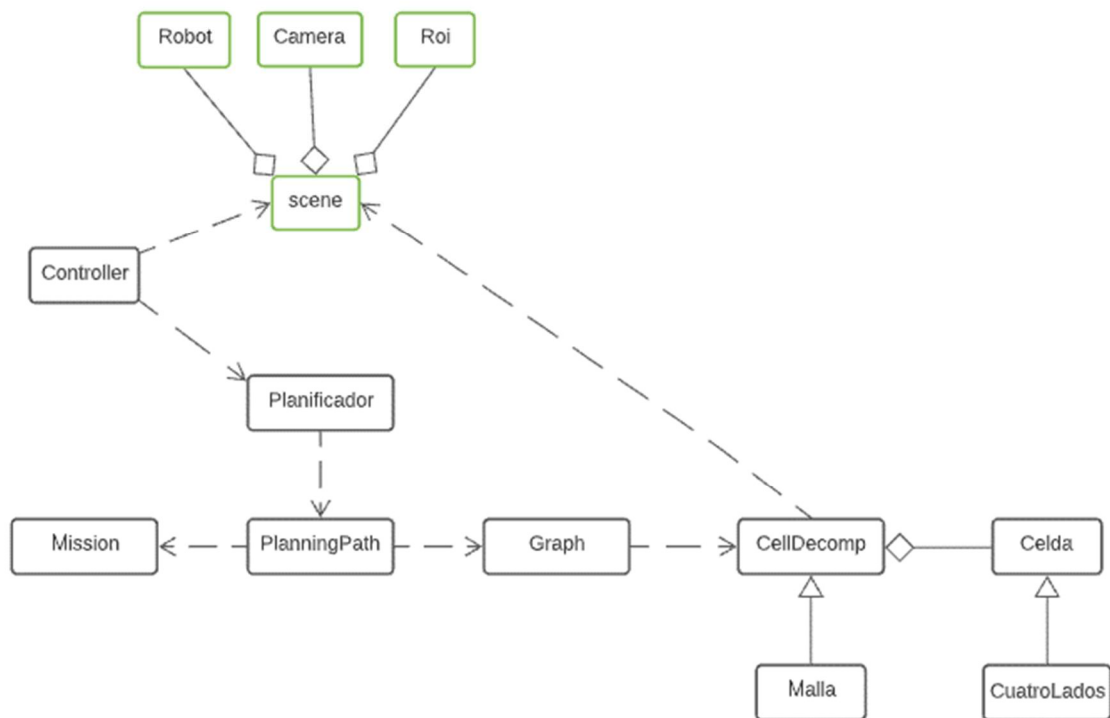 Robot
Camera
Roi
scene
Controller
Planificador
Mission
PlanningPath
Graph
CellDecomp
Celda
Malla
CuatroLados